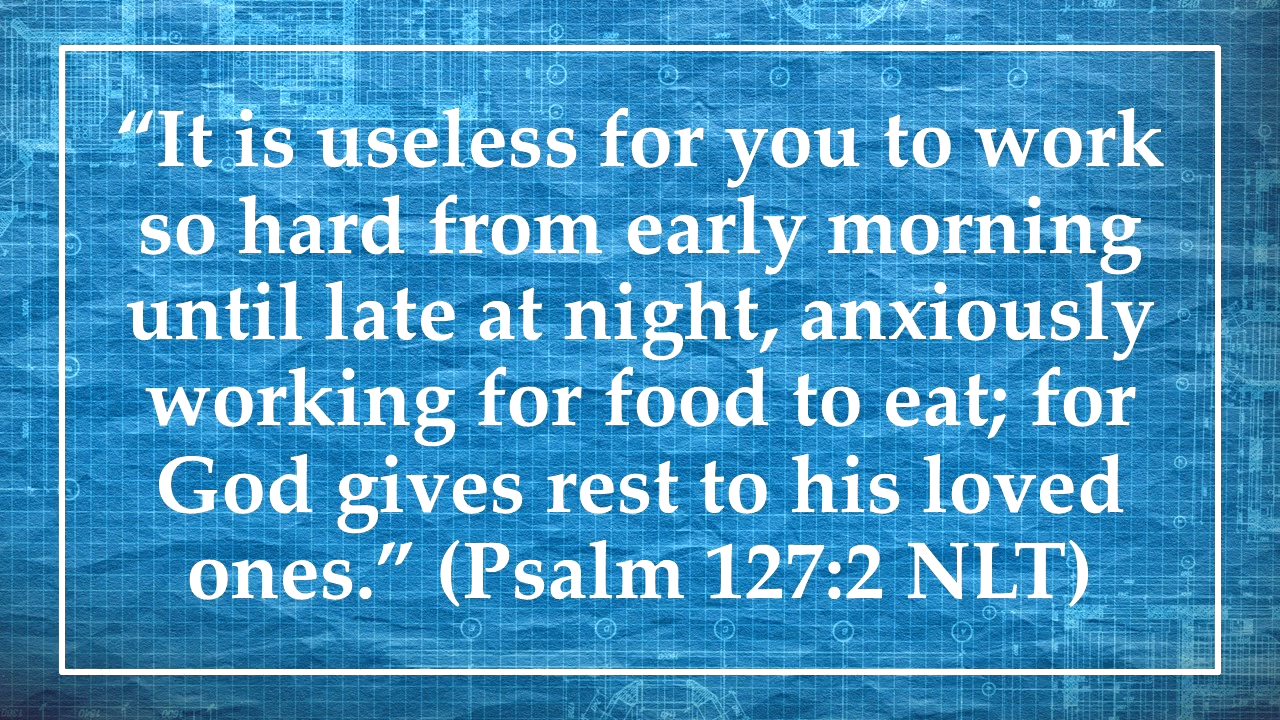 “It is useless for you to work
so hard from early morning
until late at night, anxiously
working for food to eat; for
God gives rest to his loved
ones.” (Psalm 127:2 NLT)